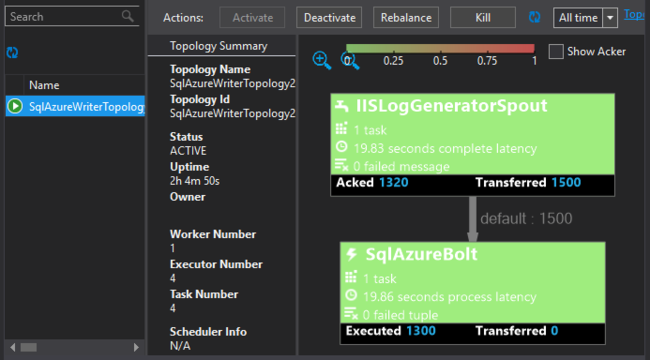 Actions: Activate Deactivate Rebalance Kill All time Topo
Search
Name
SqlAzureWriterTopology
Topology Summary
Topology Name
SqlAzureWriterTopology2
Topology Id
SqlAzureWriterTopology2
Status
ACTIVE
Uptime
2h 4m 50s
Owner
Worker Number
1
Executor Number
4
Task Number
4
Scheduler Info
N/A
0 0.25 0.5 0.75 1
Show Acker
IISLogGeneratorSpout
1 task
19.83 seconds complete latency
0 failed message
Acked 1320 Transferred 1500
default : 1500
SqlAzureBolt
1 task
19.86 seconds process latency
0 failed tuple
Executed 1300 Transferred 0